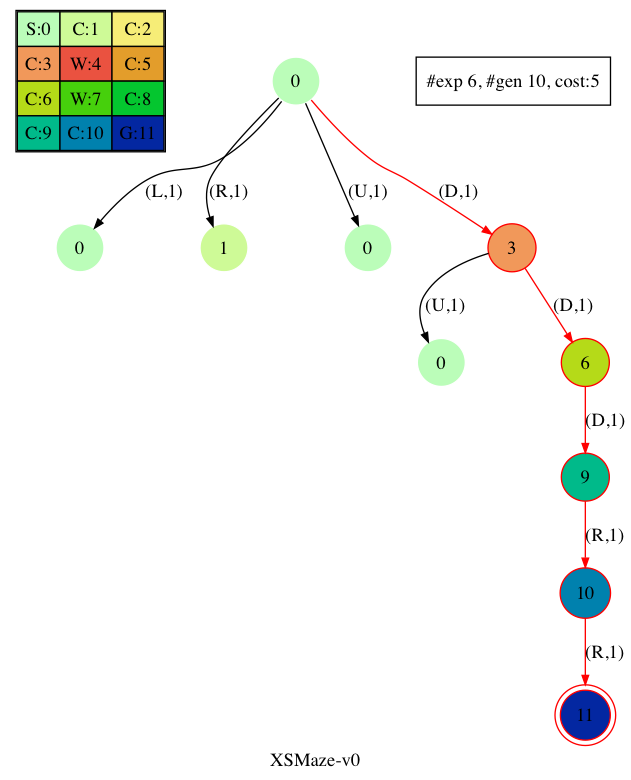 S:0 C:1 C:2
C:3 W:4 C:5
C:6 W:7 C:8
C:9 C:10 G:11
#exp 6, #gen 10, cost:5
0
(L,1) (R,1) (U,1) (D,1)
0 1 0 3
(U,1) (D,1)
0 6
(D,1)
9
(R,1)
10
(R,1)
11
XSMaze-v0